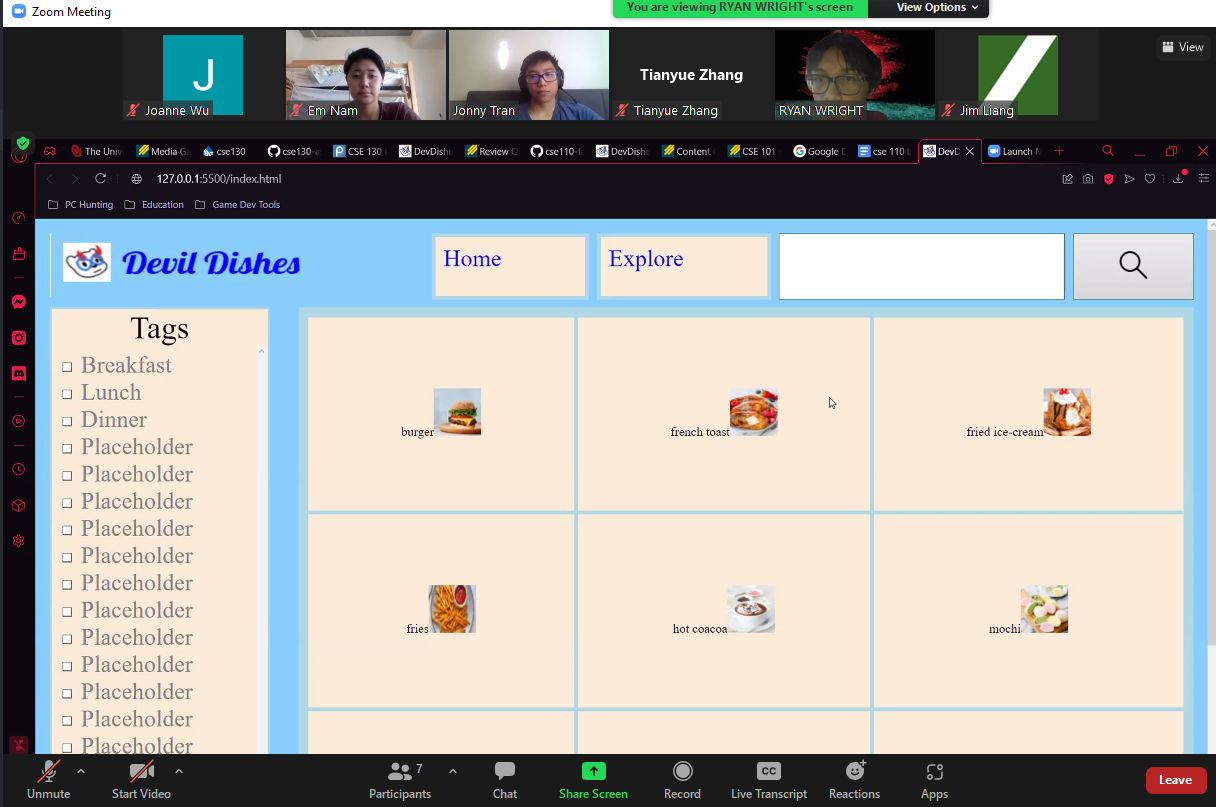 Zoom Meeting
You are viewing RYAN WRIGHT's screen
View Options
View
J
Joanne Wu
Em Nam
Jonny Tran
Tianyue Zhang
Tianyue Zhang
RYAN WRIGHT
Jim Liang
The Univ
Media Ga
cse130
cse130-a
CSE 130
DevDishe
Review Q
cse110-f
DevDishe
Content
CSE 101
Google D
cse 110
DevD
Launch M
127.0.0.1:5500/index.html
PC Hunting
Education
Game Dev Tools
Devil Dishes
Home
Explore
Tags
Breakfast
Lunch
Dinner
Placeholder
Placeholder
Placeholder
Placeholder
Placeholder
Placeholder
Placeholder
Placeholder
Placeholder
Placeholder
Placeholder
Placeholder
burger
french toast
fried ice-cream
fries
hot coacoa
mochi
Unmute
Start Video
7
Participants
Chat
Share Screen
Record
CC
Live Transcript
Reactions
Apps
Leave